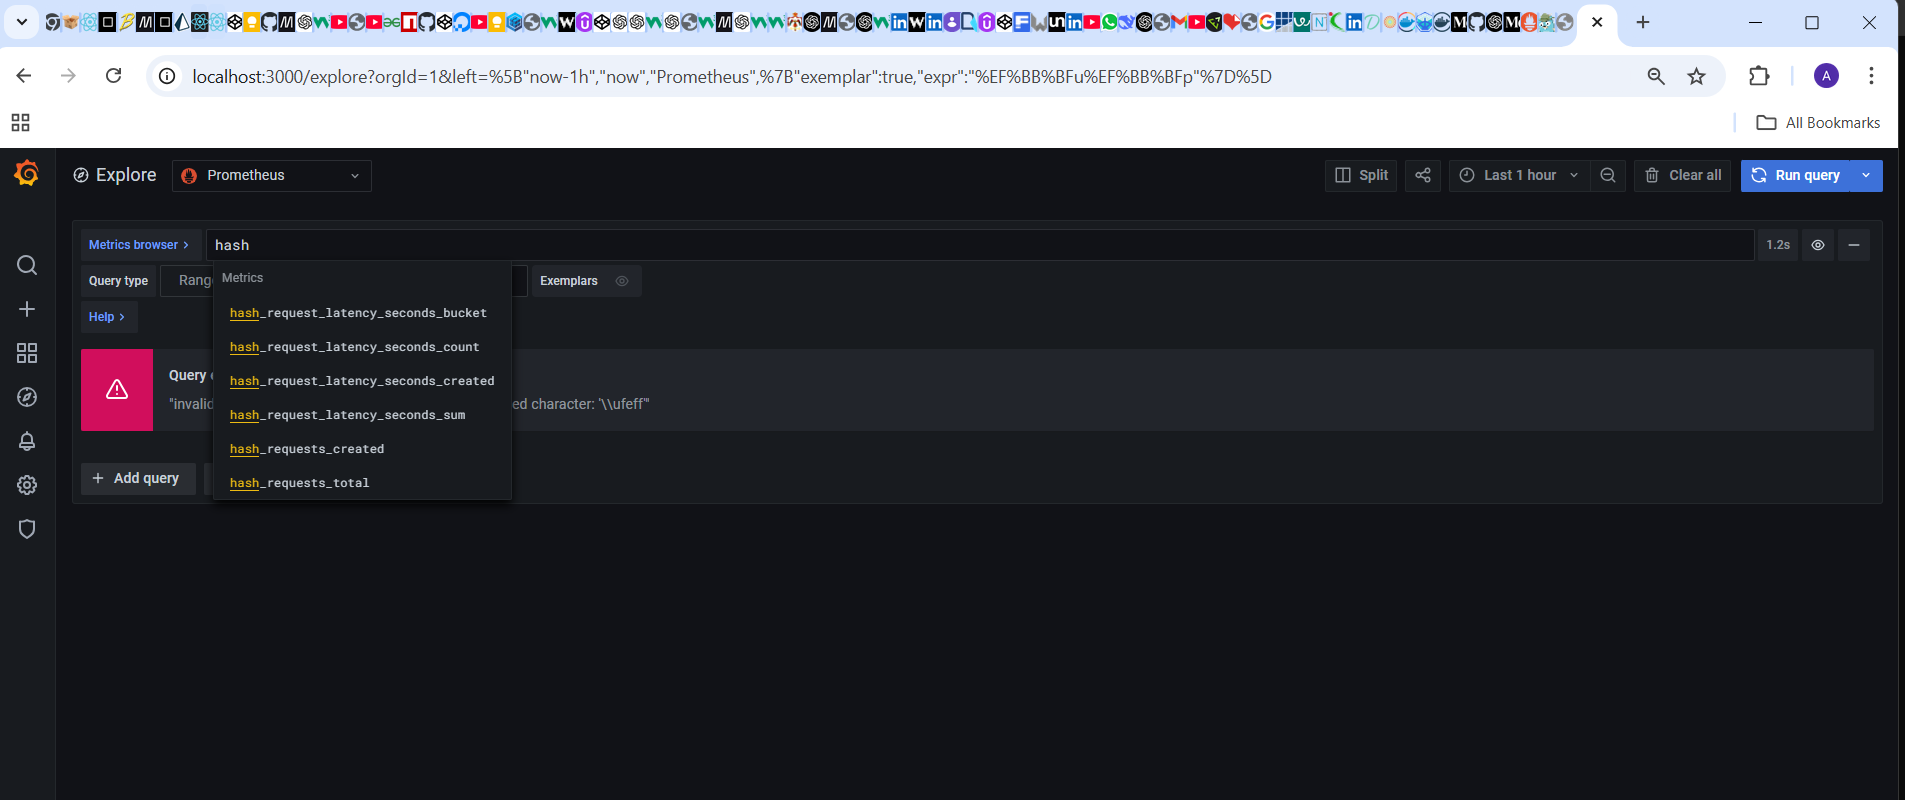 localhost:3000/explore?orgId=1&left=%5B"now-1h","now","Prometheus",%7B"exemplar":true,"expr":"%EF%BB%BFu%EF%BB%BFp"%7D%5D
A
All Bookmarks
Explore
Prometheus
Split
Last 1 hour
Clear all
Run query
Metrics browser >
hash
1.2s
Query type
Metrics
Exemplars
Help >
hash_request_latency_seconds_bucket
hash_request_latency_seconds_count
Query
hash_request_latency_seconds_created
"invalid
ed character: '\\ufeff'"
hash_request_latency_seconds_sum
hash_requests_created
+ Add query
hash_requests_total